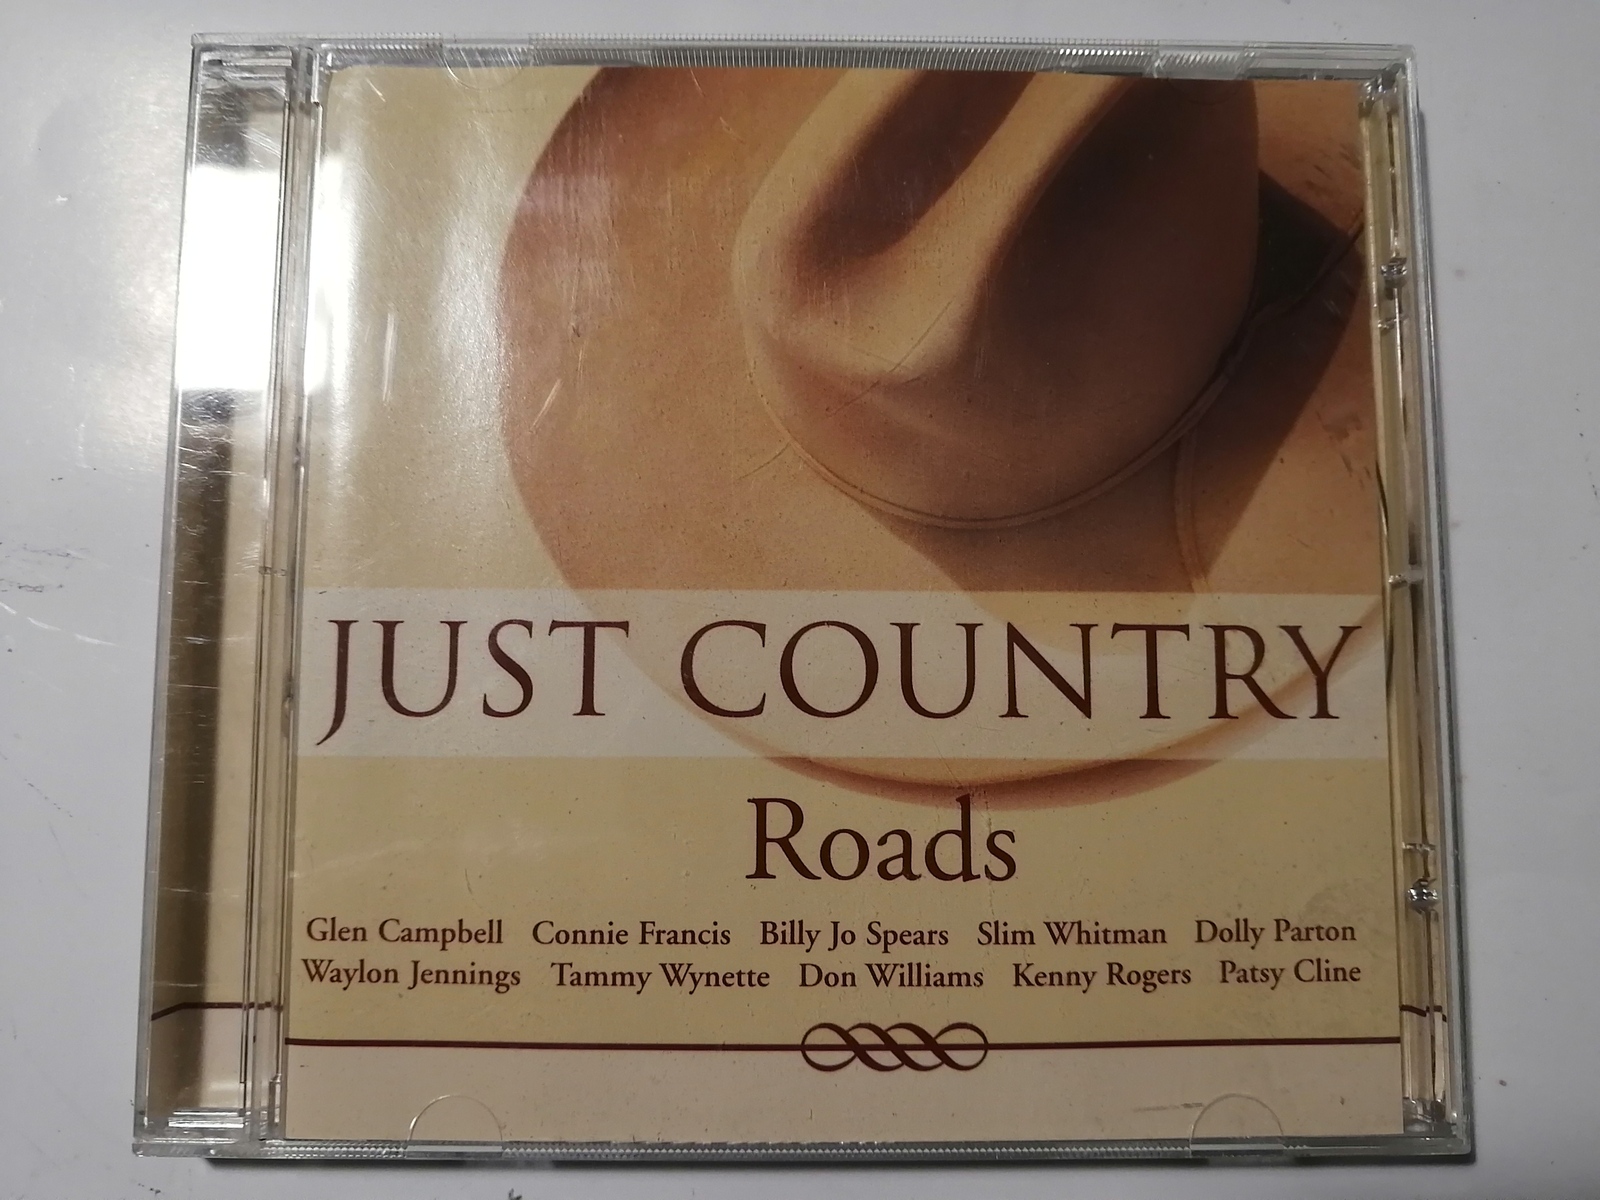 JUST COUNTRY
Roads
Glen Campbell Connie Francis Billy Jo Spears Slim Whitman Dolly Parton
Waylon Jennings Tammy Wynette Don Williams Kenny Rogers Patsy Cline